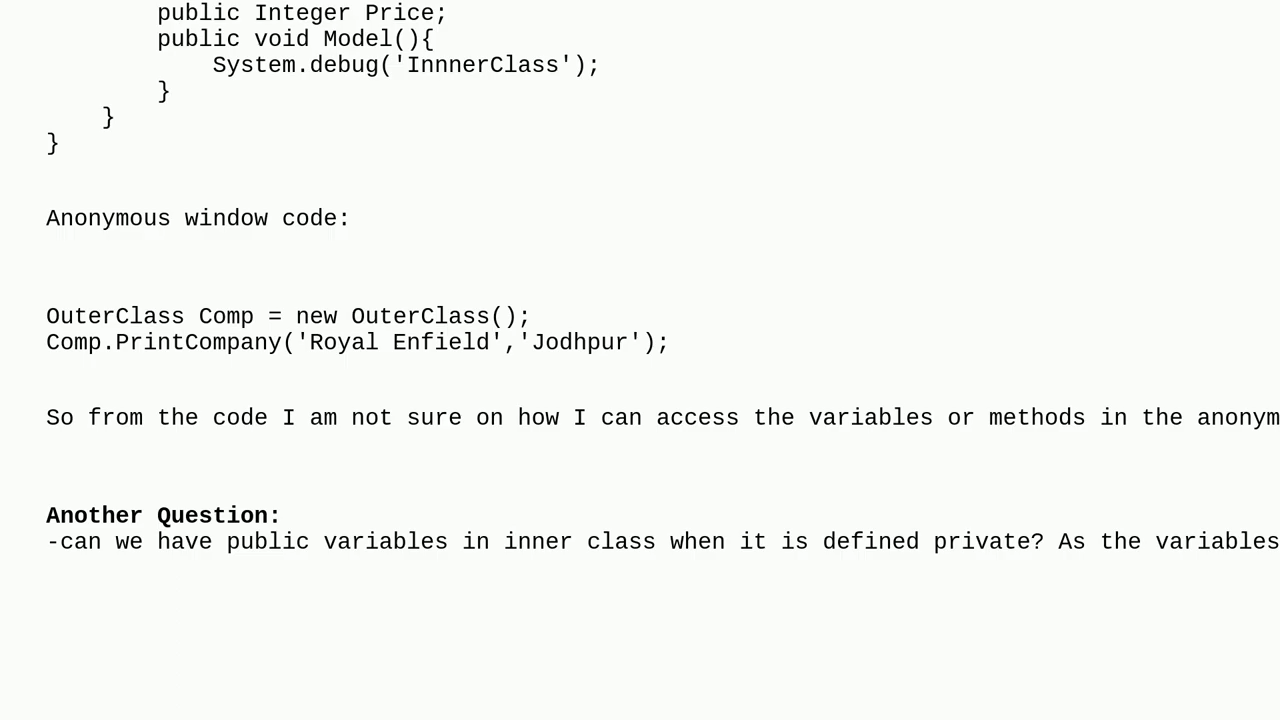 public Integer Price;
public void Model(){
System.debug('InnnerClass');
}
}
}
Anonymous window code:
OuterClass Comp = new OuterClass();
Comp.PrintCompany('Royal Enfield','Jodhpur');
So from the code I am not sure on how I can access the variables or methods in the anonym
Another Question:
-can we have public variables in inner class when it is defined private? As the variables